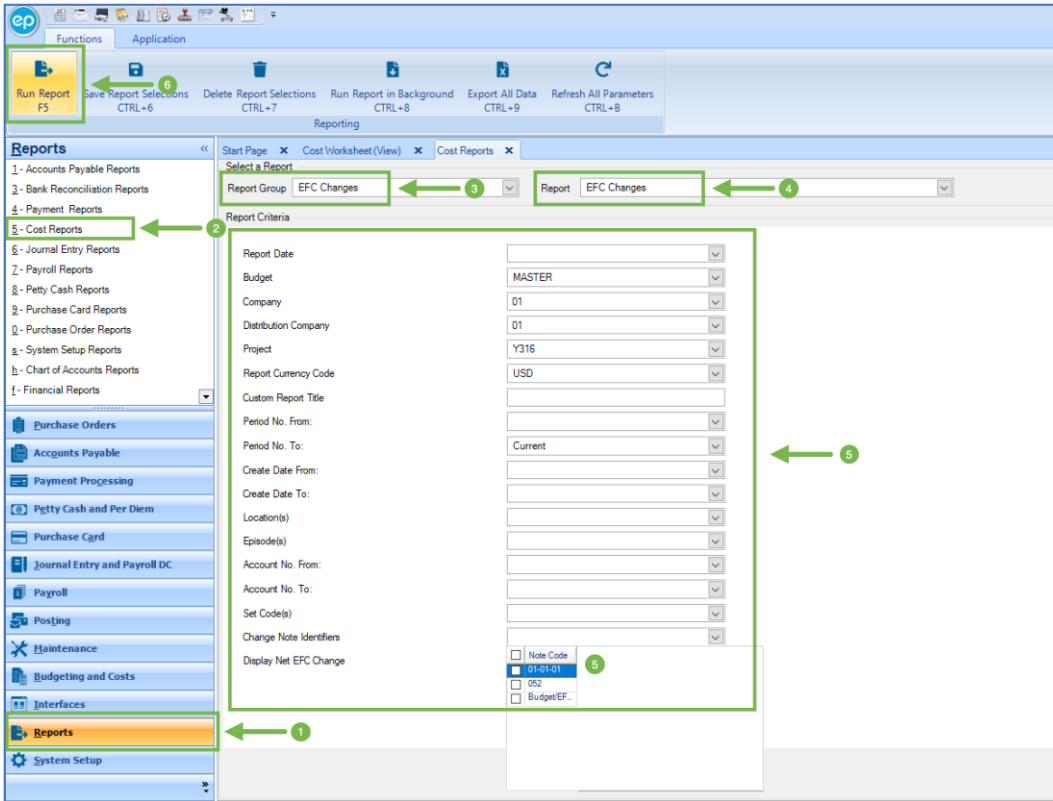 ep
Functions Application
Run Report Save Report Selections Delete Report Selections Run Report in Background Export All Data Refresh All Parameters
F5 CTRL+6 CTRL+7 CTRL+8 CTRL+9 CTRL+B
6
Reporting
Reports «
1 - Accounts Payable Reports
3 - Bank Reconciliation Reports
4 - Payment Reports
5 - Cost Reports
2
6 - Journal Entry Reports
7 - Payroll Reports
8 - Petty Cash Reports
9 - Purchase Card Reports
0 - Purchase Order Reports
s - System Setup Reports
h - Chart of Accounts Reports
f - Financial Reports
Purchase Orders
Accounts Payable
Payment Processing
Petty Cash and Per Diem
Purchase Card
Journal Entry and Payroll DC
Payroll
Posting
Maintenance
Budgeting and Costs
Interfaces
Reports
1
System Setup
»
Start Page X Cost Worksheet (View) X Cost Reports X
Select a Report
Report Group EFC Changes 3 Report EFC Changes 4
Report Criteria
Report Date
Budget MASTER
Company 01
Distribution Company 01
Project Y316
Report Currency Code USD
Custom Report Title
Period No. From:
Period No. To: Current
5
Create Date From:
Create Date To:
Location(s)
Episode(s)
Account No. From:
Account No. To:
Set Code(s)
Change Note Identifiers
Display Net EFC Change
Note Code
01-01-01
5
052
Budget/EF...